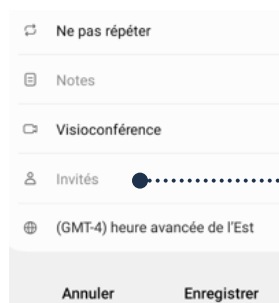 Ne pas répéter
Notes
Visioconférence
Invités
(GMT-4) heure avancée de l'Est
Annuler Enregistrer